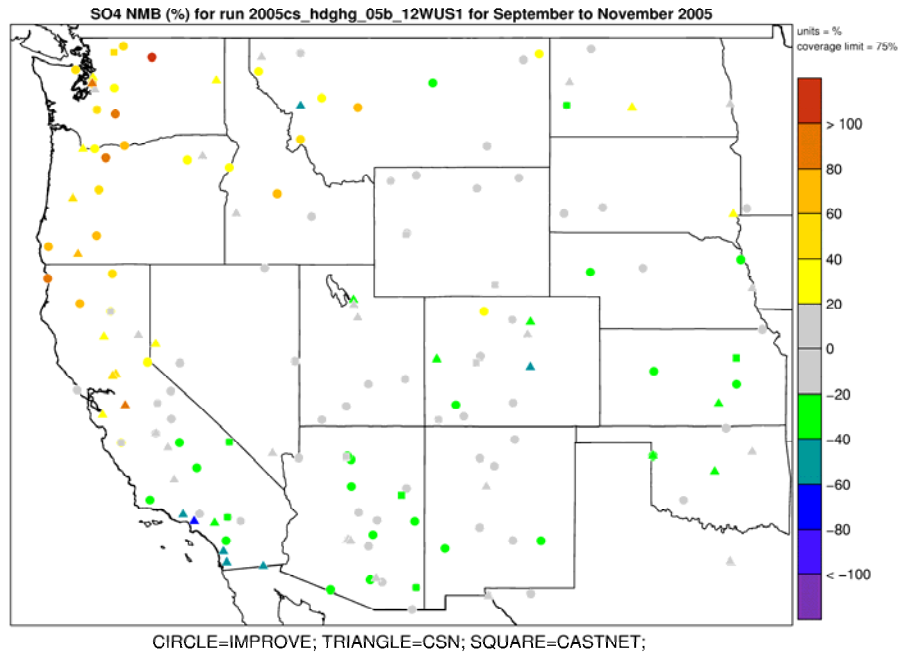 SO4 NMB (%) for run 2005cs_hdghg_05b_12WUS1 for September to November 2005
units = %
coverage limit = 75%
> 100
80
60
40
20
0
−20
−40
−60
−80
< −100
CIRCLE=IMPROVE; TRIANGLE=CSN; SQUARE=CASTNET;